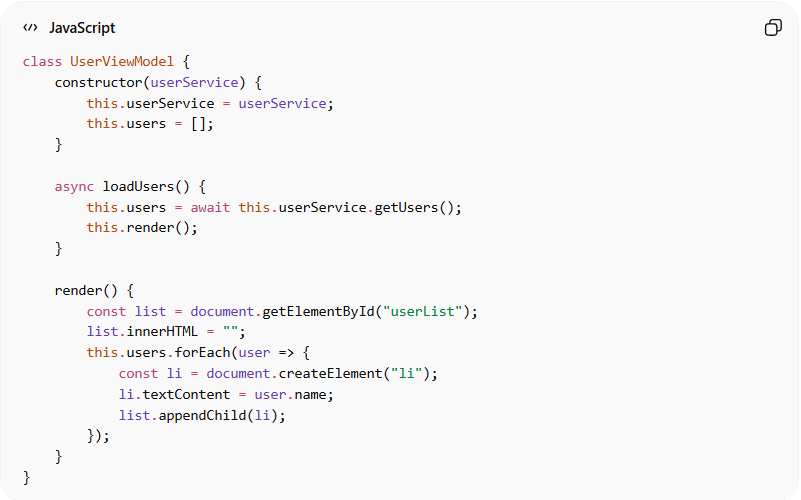 JavaScript
class UserViewModel {
    constructor(userService) {
        this.userService = userService;
        this.users = [];
    }

    async loadUsers() {
        this.users = await this.userService.getUsers();
        this.render();
    }

    render() {
        const list = document.getElementById("userList");
        list.innerHTML = "";
        this.users.forEach(user => {
            const li = document.createElement("li");
            li.textContent = user.name;
            list.appendChild(li);
        });
    }
}